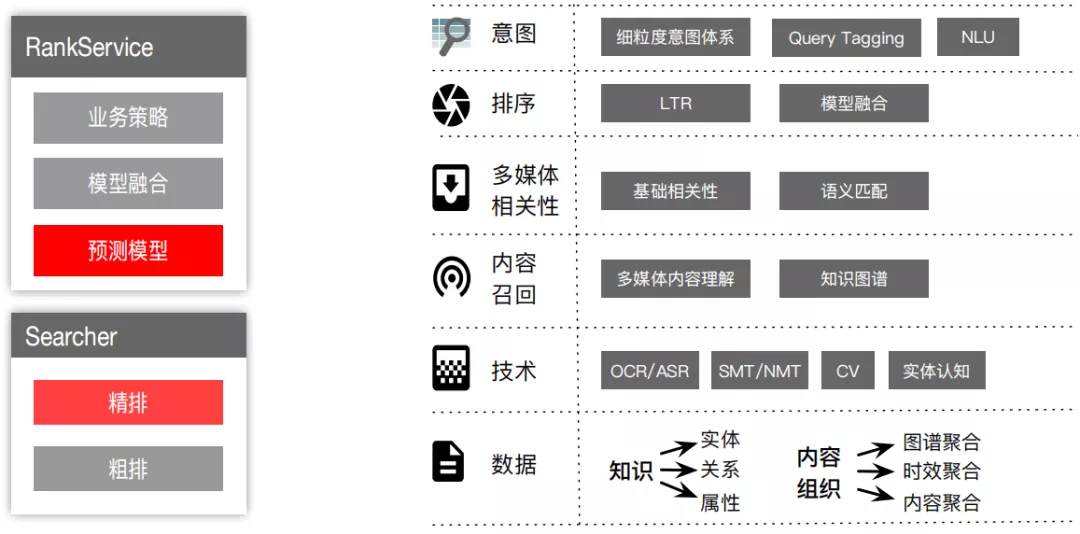 RankService
业务策略
模型融合
预测模型
Searcher
精排
粗排
意图
细粒度意图体系
Query Tagging
NLU
排序
LTR
模型融合
多媒体
相关性
基础相关性
语义匹配
内容
召回
多媒体内容理解
知识图谱
技术
OCR/ASR
SMT/NMT
CV
实体认知
数据
知识
实体
关系
属性
内容
组织
图谱聚合
时效聚合
内容聚合